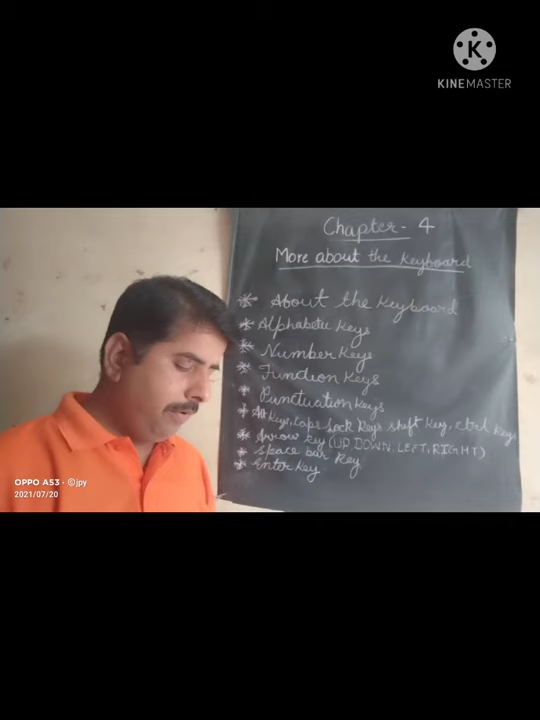 KINEMASTER
Chapter - 4
More about the Keyboard
* About the Keyboard
* Alphabetic Keys
* Number Keys
* Function Keys
* Punctuation Keys
* Alt Keys, Caps Lock Keys shift Key, ctrl Keys
* Arrow key (UP, DOWN, LEFT, RIGHT)
* Space bar Key
* Enter Key.
OPPO A53 · ©jpy
2021/07/20